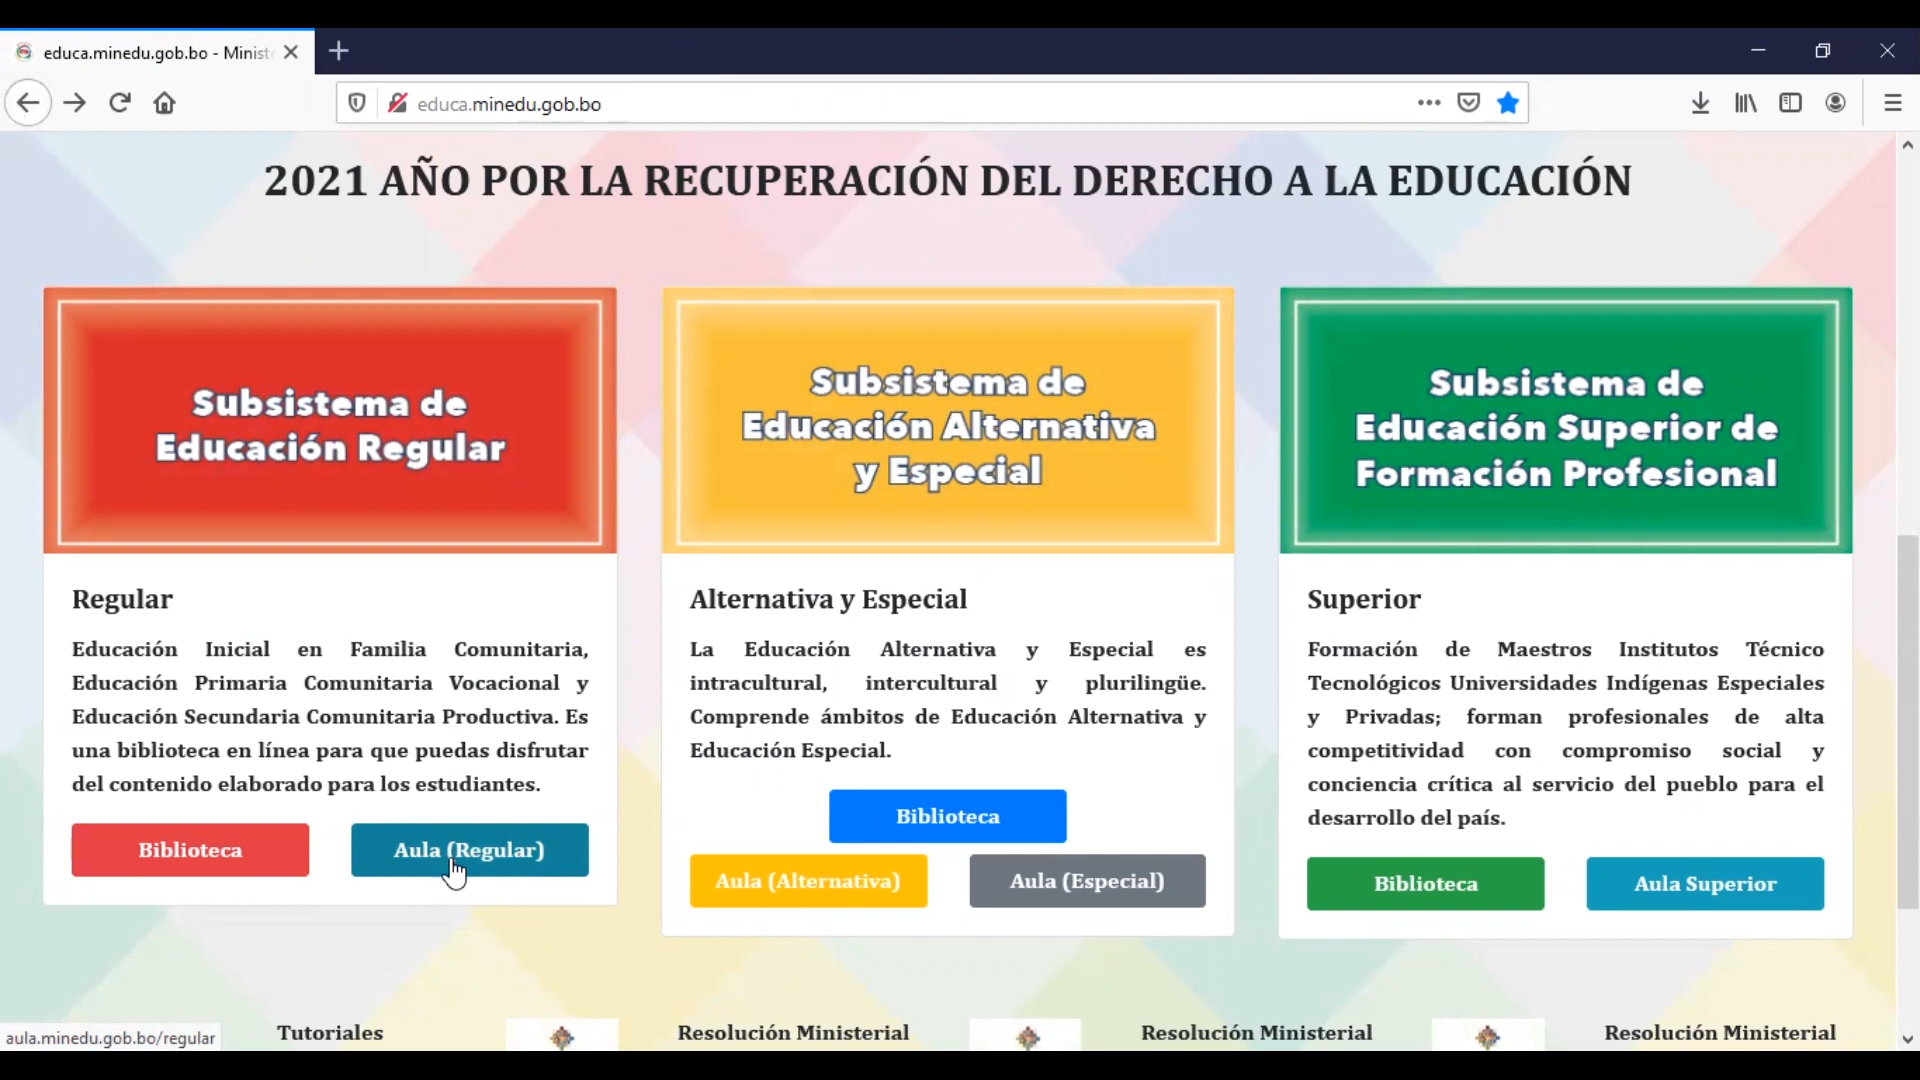 educa.minedu.gob.bo - Minist
educa.minedu.gob.bo
2021 AÑO POR LA RECUPERACIÓN DEL DERECHO A LA EDUCACIÓN
Subsistema de
Educación Regular
Regular
Educación Inicial en Familia Comunitaria,
Educación Primaria Comunitaria Vocacional y
Educación Secundaria Comunitaria Productiva. Es
una biblioteca en línea para que puedas disfrutar
del contenido elaborado para los estudiantes.
Biblioteca
Aula (Regular)
Subsistema de
Educación Alternativa
y Especial
Alternativa y Especial
La Educación Alternativa y Especial es
intracultural, intercultural y plurilingüe.
Comprende ámbitos de Educación Alternativa y
Educación Especial.
Biblioteca
Aula (Alternativa)
Aula (Especial)
Subsistema de
Educación Superior de
Formación Profesional
Superior
Formación de Maestros Institutos Técnico
Tecnológicos Universidades Indígenas Especiales
y Privadas; forman profesionales de alta
competitividad con compromiso social y
conciencia crítica al servicio del pueblo para el
desarrollo del país.
Biblioteca
Aula Superior
Tutoriales
Resolución Ministerial
Resolución Ministerial
Resolución Ministerial
aula.minedu.gob.bo/regular